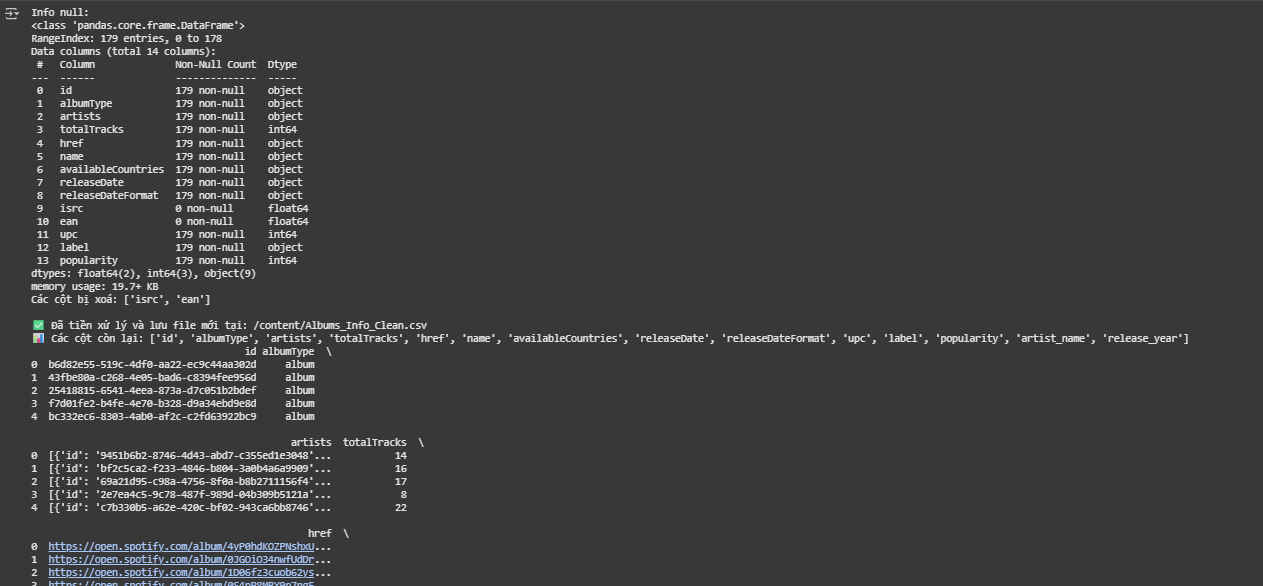 Info null:
<class 'pandas.core.frame.DataFrame'>
RangeIndex: 179 entries, 0 to 178
Data columns (total 14 columns):
 #   Column              Non-Null Count  Dtype
---  ------              --------------  -----
 0   id                  179 non-null    object
 1   albumType           179 non-null    object
 2   artists             179 non-null    object
 3   totalTracks         179 non-null    int64
 4   href                179 non-null    object
 5   name                179 non-null    object
 6   availableCountries  179 non-null    object
 7   releaseDate         179 non-null    object
 8   releaseDateFormat   179 non-null    object
 9   isrc                0 non-null      float64
 10  ean                 0 non-null      float64
 11  upc                 179 non-null    int64
 12  label               179 non-null    object
 13  popularity          179 non-null    int64
dtypes: float64(2), int64(3), object(9)
memory usage: 19.7+ KB
Các cột bị xoá: ['isrc', 'ean']
✅ Đã tiền xử lý và lưu file mới tại: /content/Albums_Info_Clean.csv
📊 Các cột còn lại: ['id', 'albumType', 'artists', 'totalTracks', 'href', 'name', 'availableCountries', 'releaseDate', 'releaseDateFormat', 'upc', 'label', 'popularity', 'artist_name', 'release_year']
                                     id albumType  \
0  b6d82e55-519c-4df0-aa22-ec9c44aa302d     album
1  43fbe80a-c268-4e05-bad6-c8394fee956d     album
2  25418815-6541-4eea-873a-d7c051b2bdef     album
3  f7d01fe2-b4fe-4e70-b328-d9a34ebd9e8d     album
4  bc332ec6-8303-4ab0-af2c-c2fd63922bc9     album
                                             artists  totalTracks  \
0  [{'id': '9451b6b2-8746-4d43-abd7-c355ed1e3048'...           14
1  [{'id': 'bf2c5ca2-f233-4846-b804-3a0b4a6a9909'...           16
2  [{'id': '69a21d95-c98a-4756-8f0a-b8b2711156f4'...           17
3  [{'id': '2e7ea4c5-9c78-487f-989d-04b309b5121a'...            8
4  [{'id': 'c7b330b5-a62e-420c-bf02-943ca6bb8746'...           22
                                                href  \
0  https://open.spotify.com/album/4yP0hdKOZPNshxU...
1  https://open.spotify.com/album/0JGOiO34nwfUdDr...
2  https://open.spotify.com/album/1D06fz3cuob62ys...